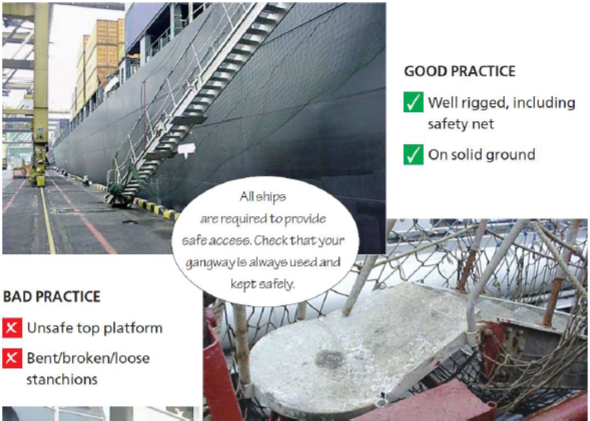 GOOD PRACTICE
Well rigged, including
safety net
On solid ground
All ships
are required to provide
safe access. Check that your
gangway is always used and
kept safely.
BAD PRACTICE
Unsafe top platform
Bent/broken/loose
stanchions